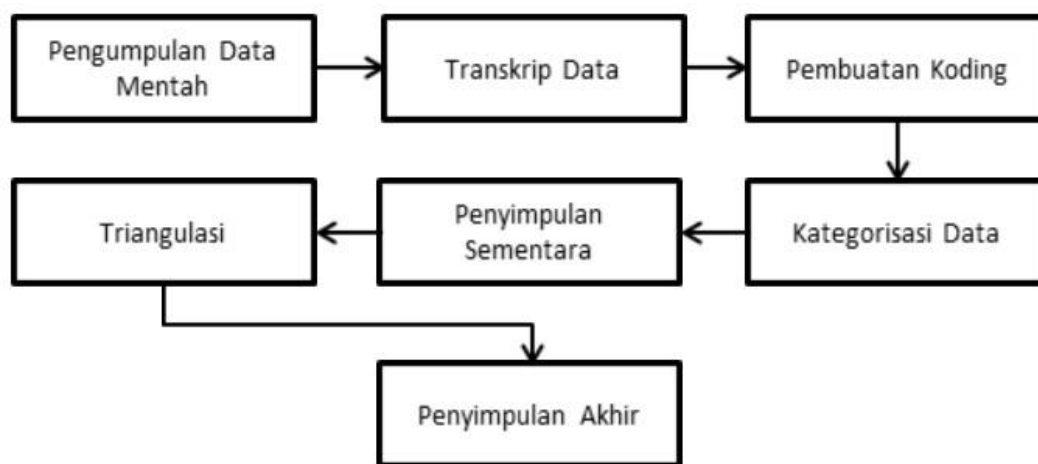 Pengumpulan Data
Mentah
Transkrip Data
Pembuatan Koding
Kategorisasi Data
Penyimpulan
Sementara
Triangulasi
Penyimpulan Akhir